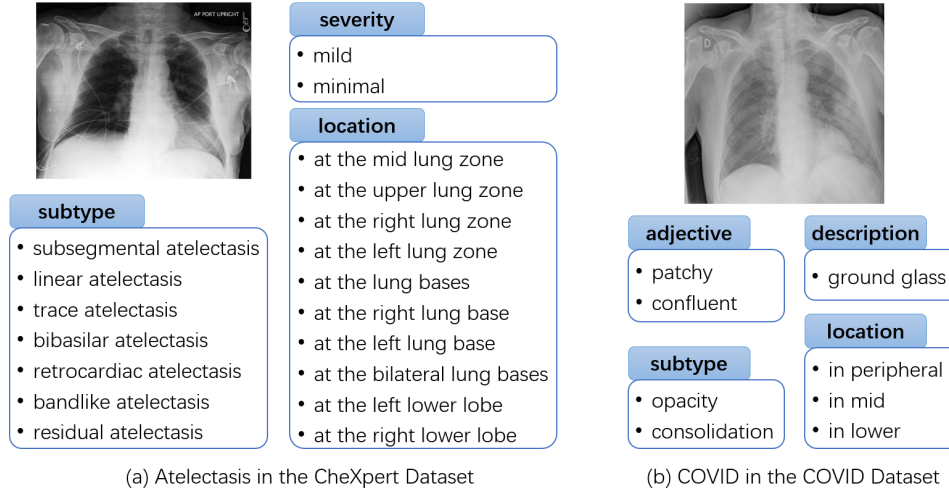 AP PORT UPRIGHT
severity
• mild
• minimal
location
• at the mid lung zone
• at the upper lung zone
• at the right lung zone
• at the left lung zone
• at the lung bases
• at the right lung base
• at the left lung base
• at the bilateral lung bases
• at the left lower lobe
• at the right lower lobe
subtype
• subsegmental atelectasis
• linear atelectasis
• trace atelectasis
• bibasilar atelectasis
• retrocardiac atelectasis
• bandlike atelectasis
• residual atelectasis
(a) Atelectasis in the CheXpert Dataset
D
adjective
• patchy
• confluent
description
• ground glass
subtype
• opacity
• consolidation
location
• in peripheral
• in mid
• in lower
(b) COVID in the COVID Dataset